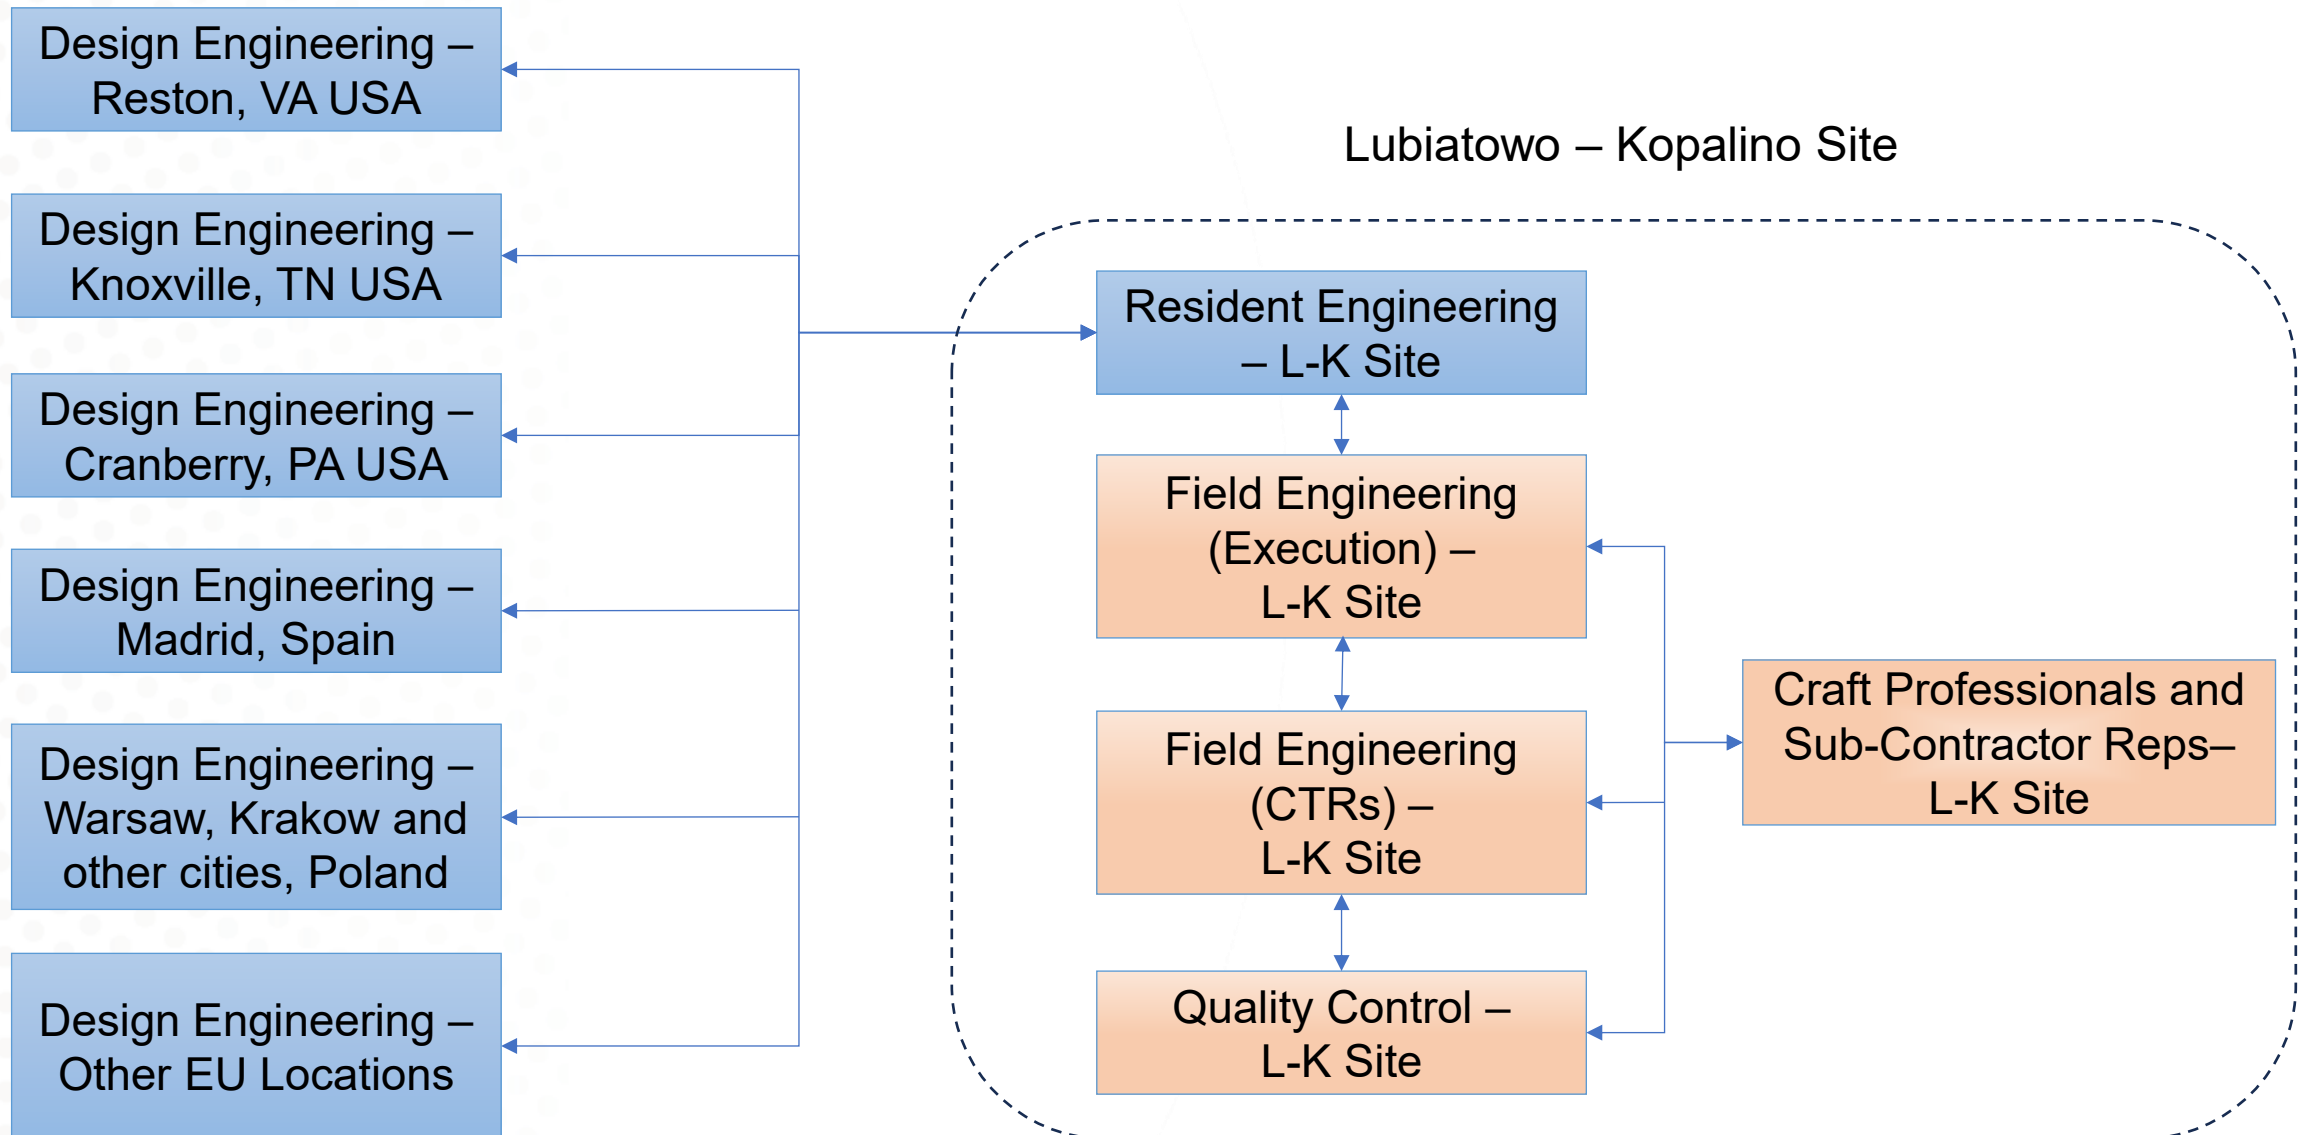 Design Engineering –
Reston, VA USA
Design Engineering –
Knoxville, TN USA
Design Engineering –
Cranberry, PA USA
Design Engineering –
Madrid, Spain
Design Engineering –
Warsaw, Krakow and
other cities, Poland
Design Engineering –
Other EU Locations
Lubiatowo – Kopalino Site
Resident Engineering
– L-K Site
Field Engineering
(Execution) –
L-K Site
Field Engineering
(CTRs) –
L-K Site
Quality Control –
L-K Site
Craft Professionals and
Sub-Contractor Reps–
L-K Site